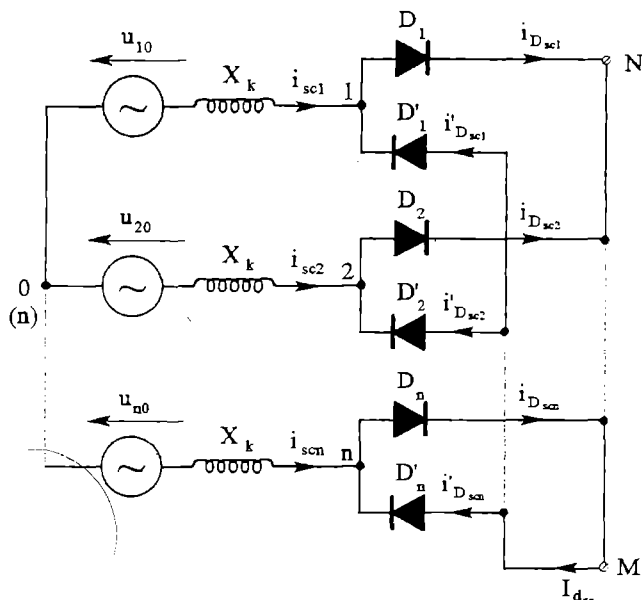 u10
Xk
isc1
1
D1
iDsc1
N
D'1
i'Dsc1
u20
Xk
isc2
2
D2
iDsc2
0
(n)
D'2
i'Dsc2
un0
Xk
iscn
n
Dn
iDscn
D'n
i'Dscn
M
Idsc